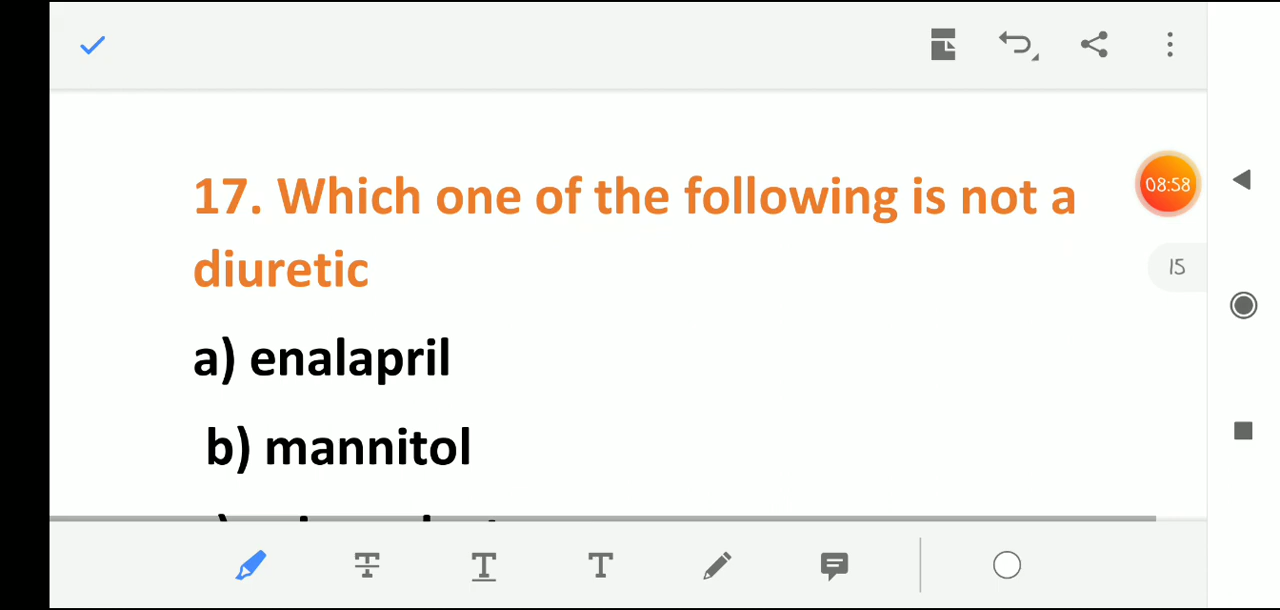 08:58
17. Which one of the following is not a
diuretic
15
a) enalapril
b) mannitol
T
T
T